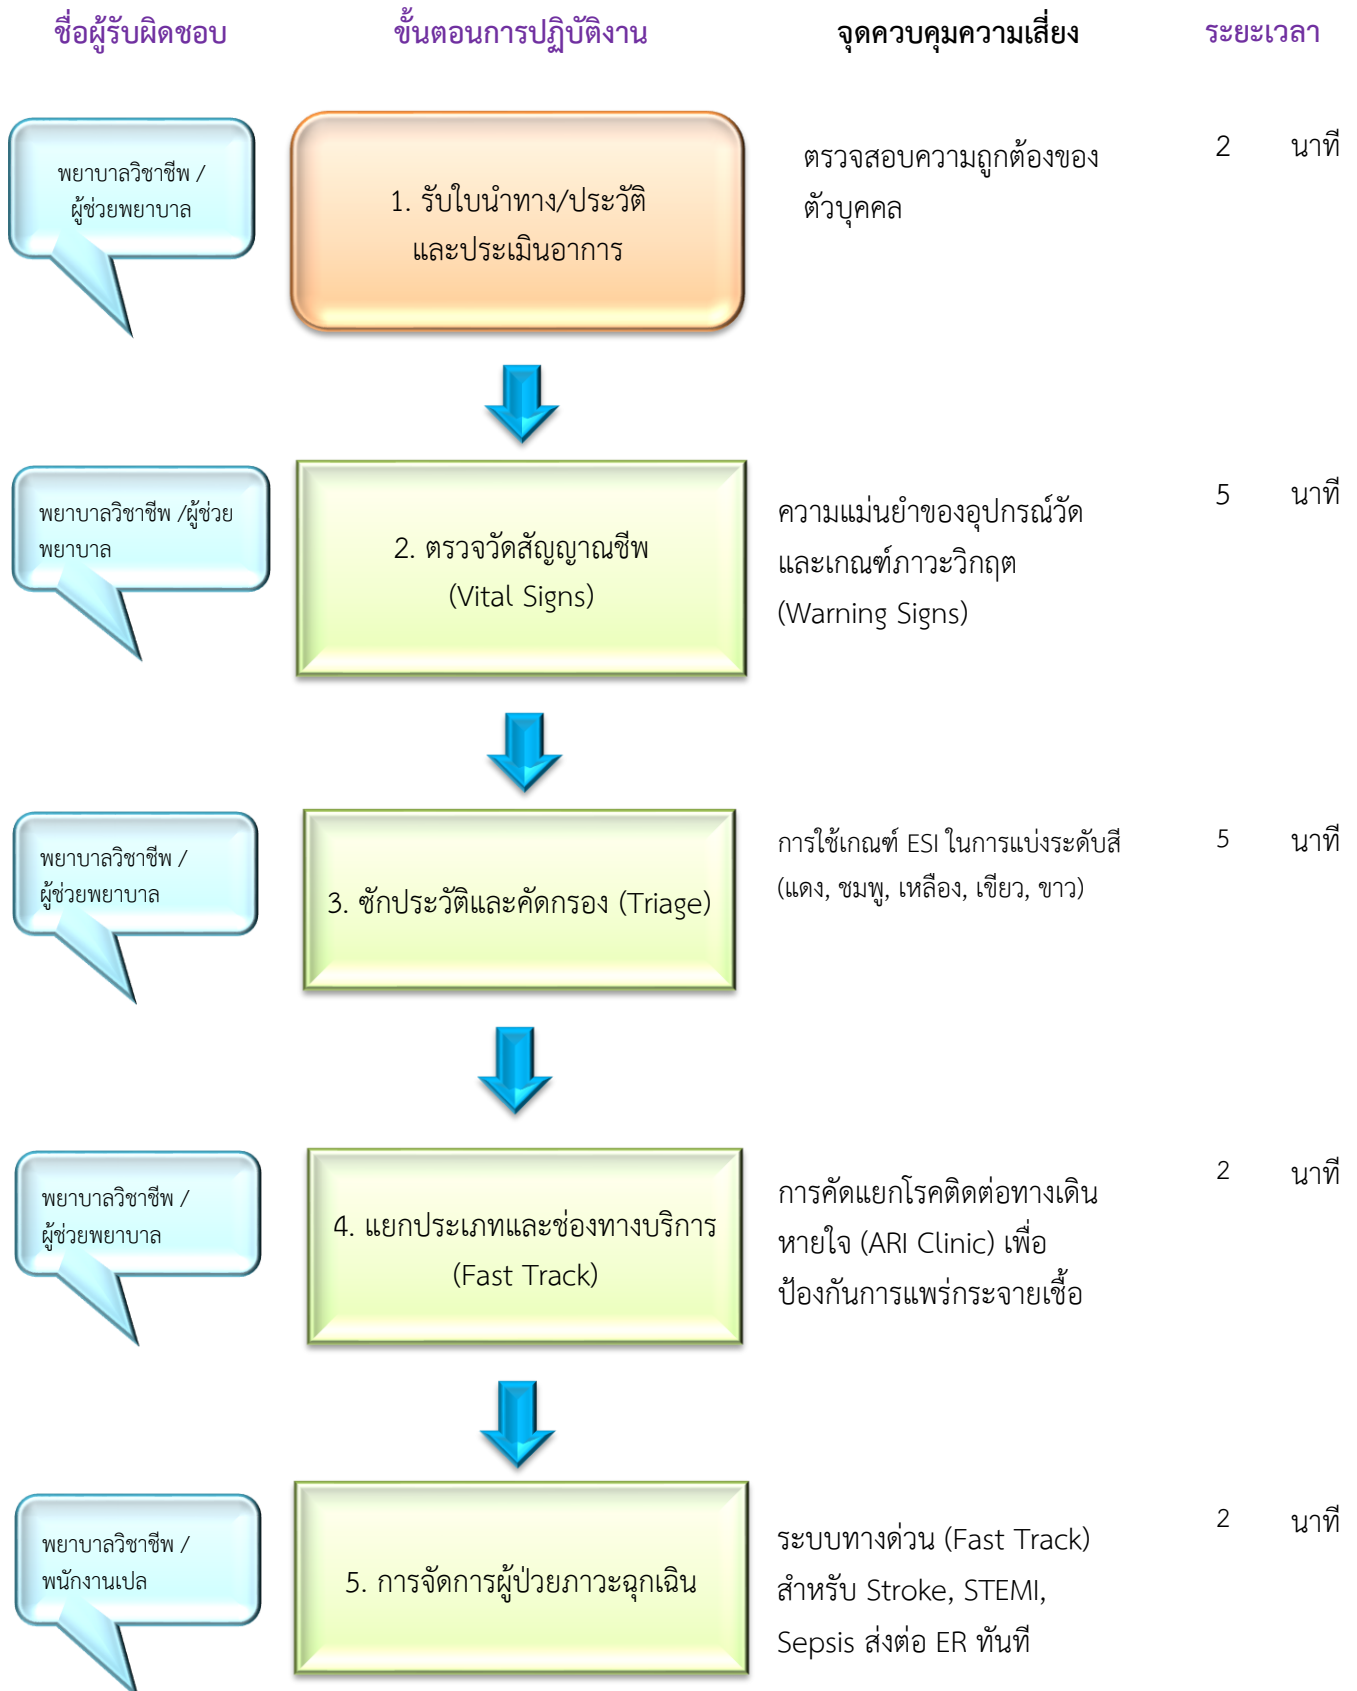 ชื่อผู้รับผิดชอบ ขั้นตอนการปฏิบัติงาน จุดควบคุมความเสี่ยง ระยะเวลา
พยาบาลวิชาชีพ /
ผู้ช่วยพยาบาล
1. รับใบนำทาง/ประวัติ
และประเมินอาการ
ตรวจสอบความถูกต้องของ
ตัวบุคคล
2 นาที
พยาบาลวิชาชีพ /ผู้ช่วย
พยาบาล
2. ตรวจวัดสัญญาณชีพ
(Vital Signs)
ความแม่นยำของอุปกรณ์วัด
และเกณฑ์ภาวะวิกฤต
(Warning Signs)
5 นาที
พยาบาลวิชาชีพ /
ผู้ช่วยพยาบาล
3. ซักประวัติและคัดกรอง (Triage)
การใช้เกณฑ์ ESI ในการแบ่งระดับสี
(แดง, ชมพู, เหลือง, เขียว, ขาว)
5 นาที
พยาบาลวิชาชีพ /
ผู้ช่วยพยาบาล
4. แยกประเภทและช่องทางบริการ
(Fast Track)
การคัดแยกโรคติดต่อทางเดิน
หายใจ (ARI Clinic) เพื่อ
ป้องกันการแพร่กระจายเชื้อ
2 นาที
พยาบาลวิชาชีพ /
พนักงานเปล
5. การจัดการผู้ป่วยภาวะฉุกเฉิน
ระบบทางด่วน (Fast Track)
สำหรับ Stroke, STEMI,
Sepsis ส่งต่อ ER ทันที
2 นาที